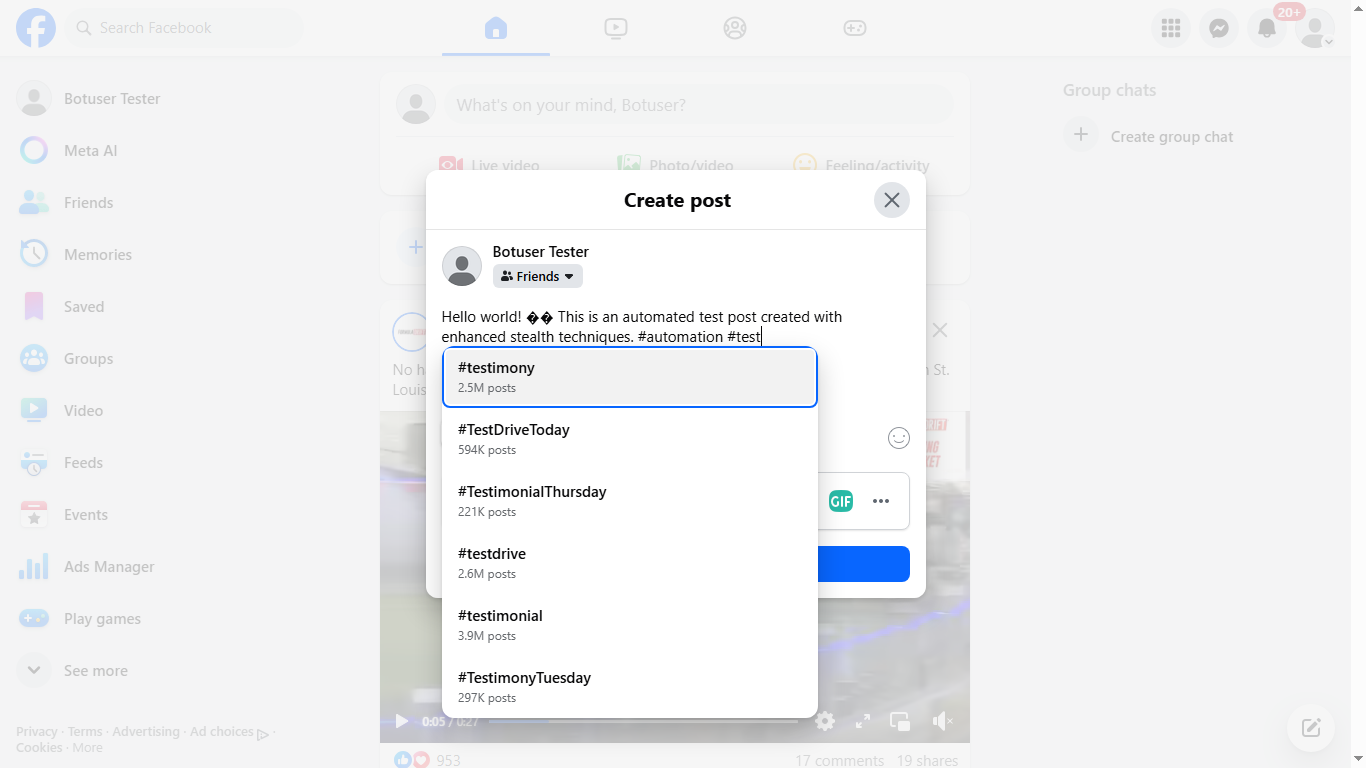 Search Facebook
20+
Botuser Tester
Meta AI
Friends
Memories
Saved
Groups
Video
Feeds
Events
Ads Manager
Play games
See more
Privacy · Terms · Advertising · Ad choices ·
Cookies · More
What's on your mind, Botuser?
Live video
Photo/video
Feeling/activity
Create post
Botuser Tester
Friends
Hello world! �� This is an automated test post created with
enhanced stealth techniques. #automation #test
#testimony
2.5M posts
#TestDriveToday
594K posts
#TestimonialThursday
221K posts
#testdrive
2.6M posts
#testimonial
3.9M posts
#TestimonyTuesday
297K posts
GIF
No h
n St.
Louis
0:05 / 0:27
953
17 comments
19 shares
Group chats
Create group chat